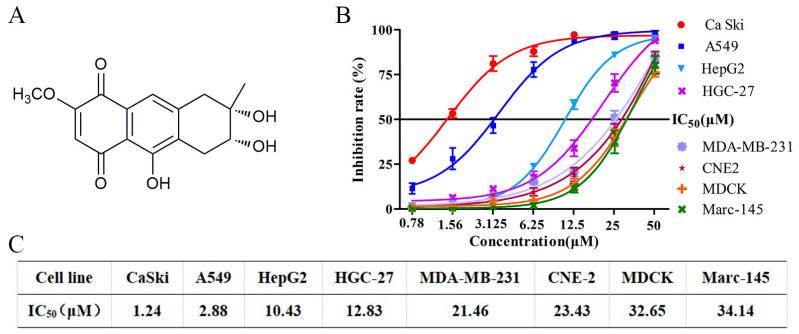 A
B
O
H₃CO
O
OH
OH
OH
Inhibition rate (%)
100
75
50
25
0
0.78 1.56 3.125 6.25 12.5 25 50
Concentration(μM)
Ca Ski
A549
HepG2
HGC-27
IC50(μM)
MDA-MB-231
CNE2
MDCK
Marc-145
C
Cell line CaSki A549 HepG2 HGC-27 MDA-MB-231 CNE-2 MDCK Marc-145
IC50（μM） 1.24 2.88 10.43 12.83 21.46 23.43 32.65 34.14